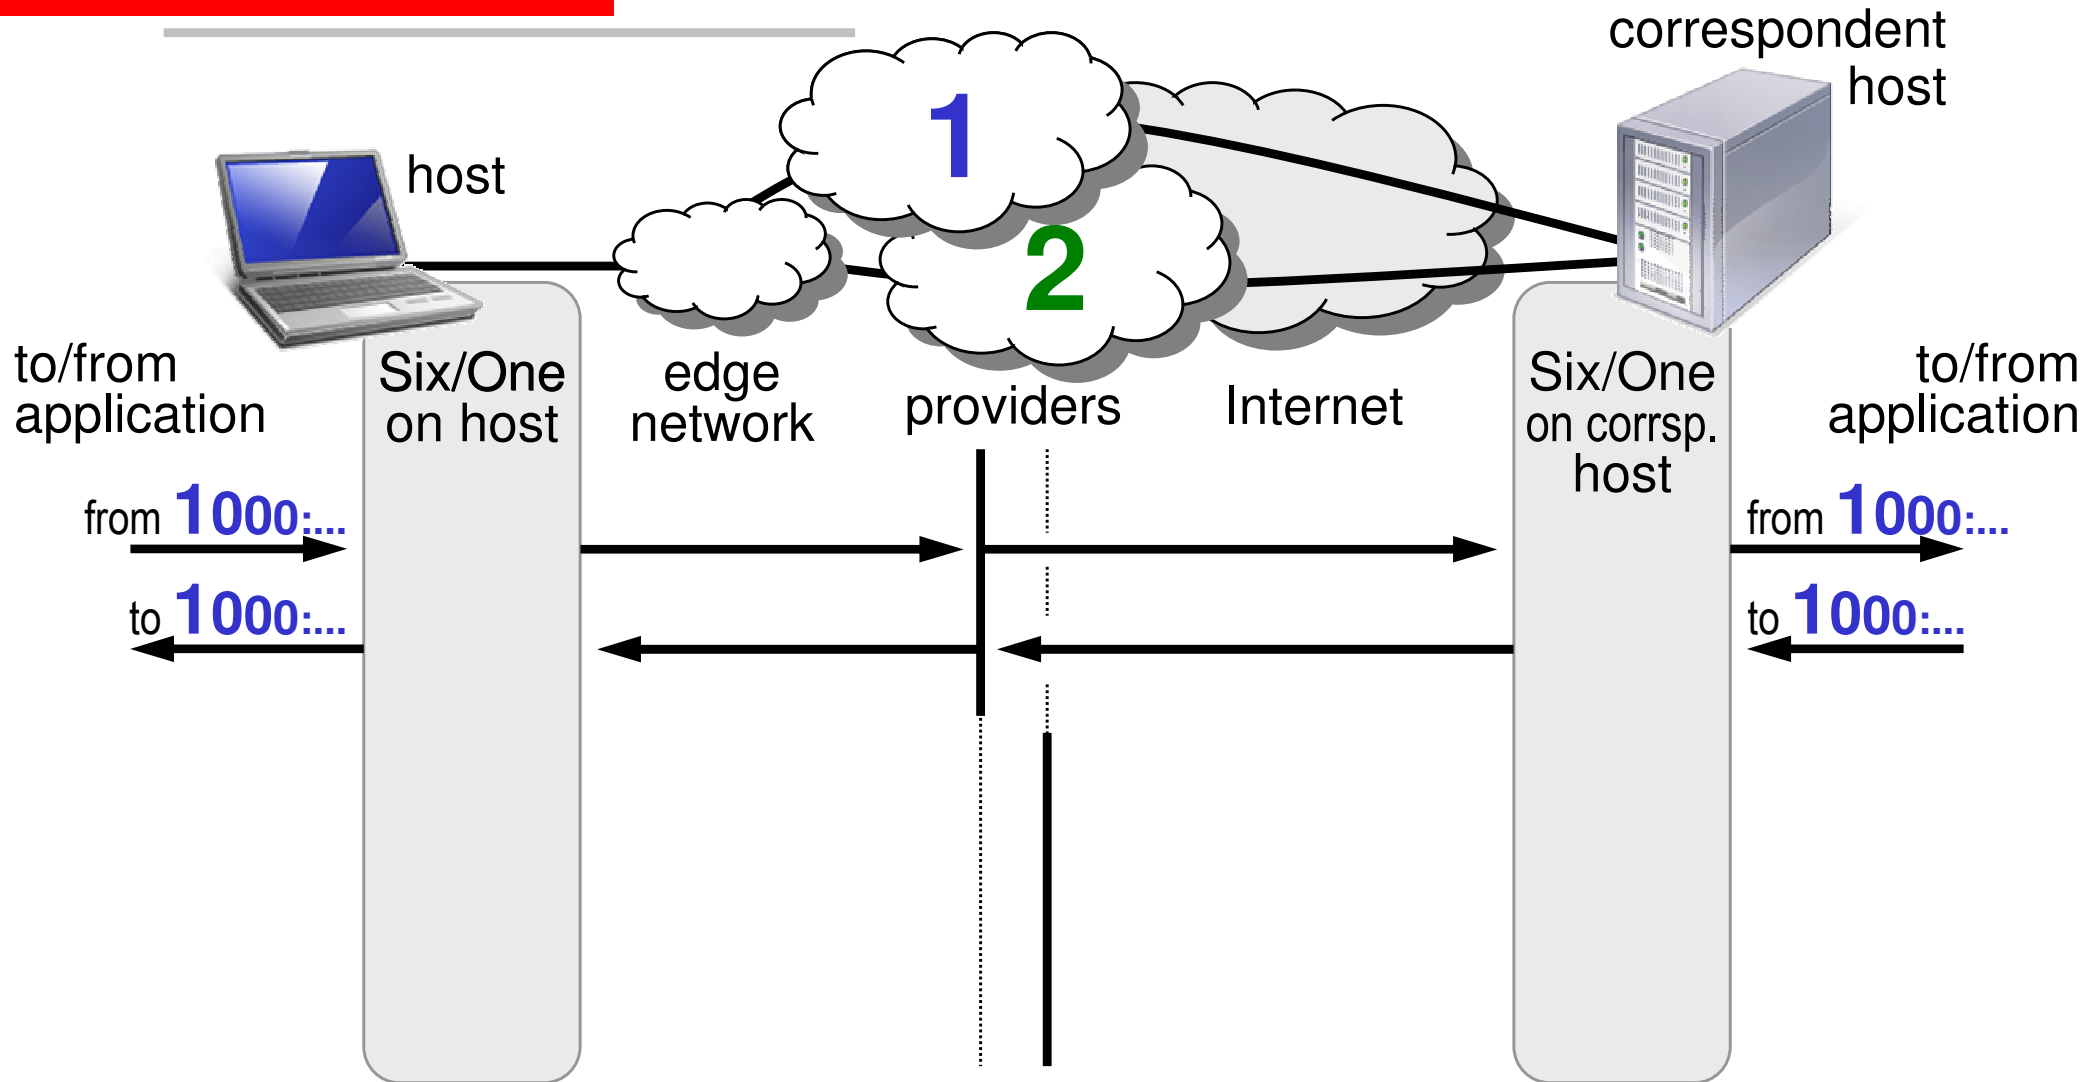 correspondent
host
1
host
2
to/from
application
Six/One
on host
edge
network
providers
Internet
Six/One
on corrsp.
host
to/from
application
from 1000:...
from 1000:...
to 1000:...
to 1000:...